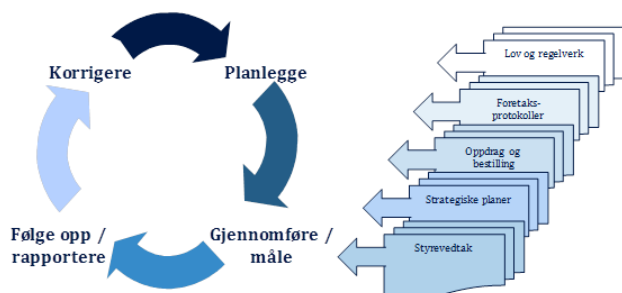 Korrigere
Planlegge
Gjennomføre /
måle
Følge opp /
rapportere
Lov og regelverk
Foretaks-
protokoller
Oppdrag og
bestilling
Strategiske planer
Styrevedtak